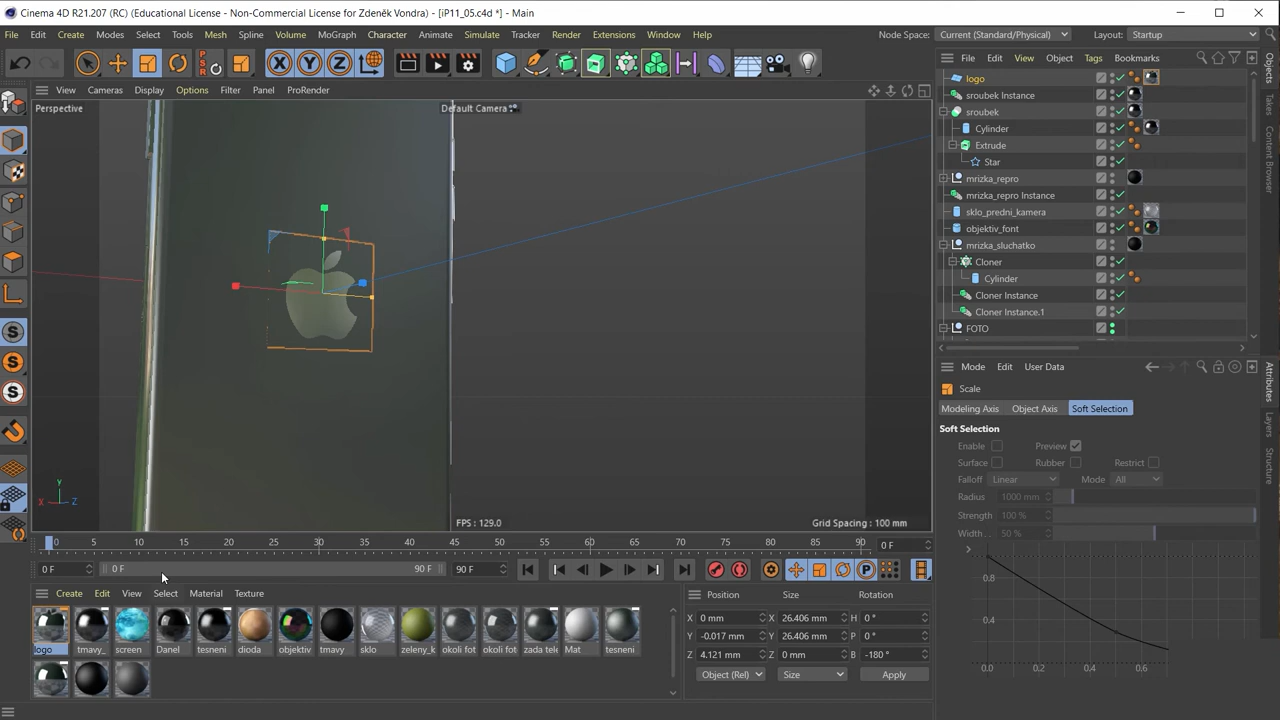 Cinema 4D R21.207 (RC) (Educational License - Non-Commercial License for Zdeněk Vondra) - [iP11_05.c4d *] - Main
File Edit Create Modes Select Tools Mesh Spline Volume MoGraph Character Animate Simulate Tracker Render Extensions Window Help Node Space: Current (Standard/Physical) Layout: Startup
PSR
0
X Y Z
File Edit View Object Tags Bookmarks
View Cameras Display Options Filter Panel ProRender
Perspective
Default Camera
logo
sroubek Instance
sroubek
Cylinder
Extrude
Star
mrizka_repro
mrizka_repro Instance
sklo_predni_kamera
objektiv_font
mrizka_sluchatko
Cloner
Cylinder
Cloner Instance
Cloner Instance.1
FOTO
Objects
Takes
Content Browser
Mode Edit User Data
Scale
Modeling Axis Object Axis Soft Selection
Soft Selection
Enable Preview
Surface Rubber Restrict
Falloff Linear Mode All
Radius 1000 mm
Strength 100 %
Width . . 50 %
0.8
0.4
0.0 0.2 0.4 0.6
Attributes
Layers
Structure
S
S
S
Y
X Z
FPS : 129.0
Grid Spacing : 100 mm
0 5 10 15 20 25 30 35 40 45 50 55 60 65 70 75 80 85 90 0 F
0 F 0 F 90 F 90 F
P
Create Edit View Select Material Texture
logo tmavy_ screen Danel tesneni dioda objektiv tmavy sklo zeleny_k okoli fot okoli fot zada tele Mat tesneni
Position Size Rotation
X 0 mm X 26.406 mm H 0 °
Y -0.017 mm Y 26.406 mm P 0 °
Z 4.121 mm Z 0 mm B -180 °
Object (Rel) Size Apply